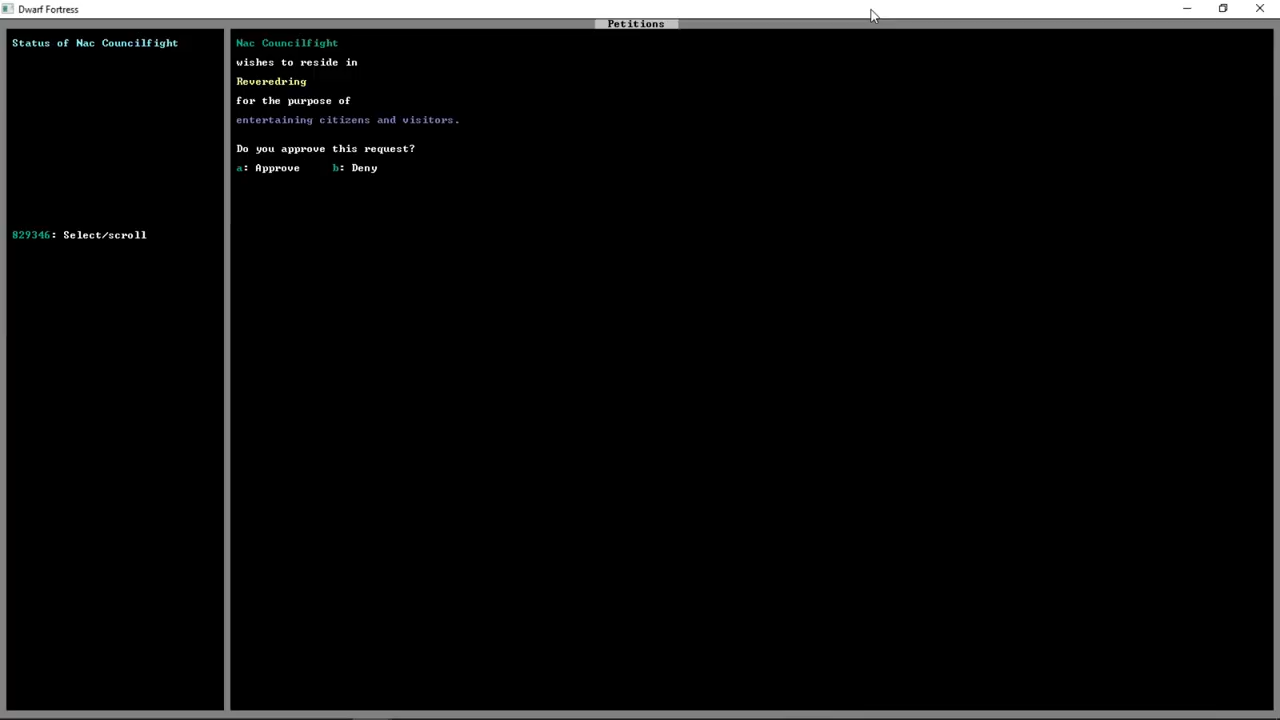 Dwarf Fortress
Petitions
Status of Nac Councilfight
829346: Select/scroll
Nac Councilfight
wishes to reside in
Reveredring
for the purpose of
entertaining citizens and visitors.
Do you approve this request?
a: Approve b: Deny